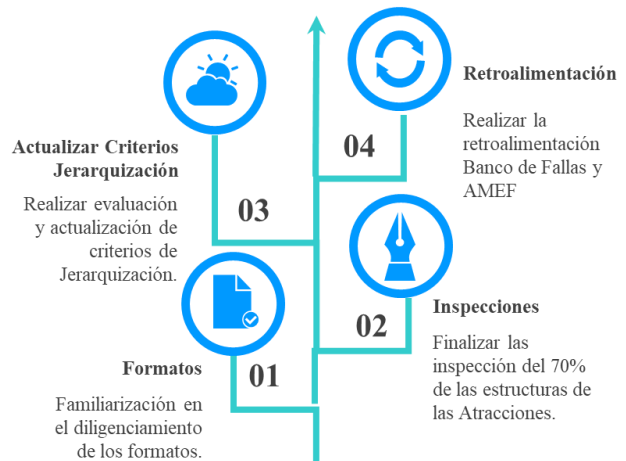 Actualizar Criterios
Jerarquización
Realizar evaluación
y actualización de
criterios de
Jerarquización.
03
Retroalimentación
Realizar la
retroalimentación
Banco de Fallas y
AMEF
04
Formatos
Familiarización en
el diligenciamiento
de los formatos.
01
02
Inspecciones
Finalizar las
inspección del 70%
de las estructuras de
las Atracciones.